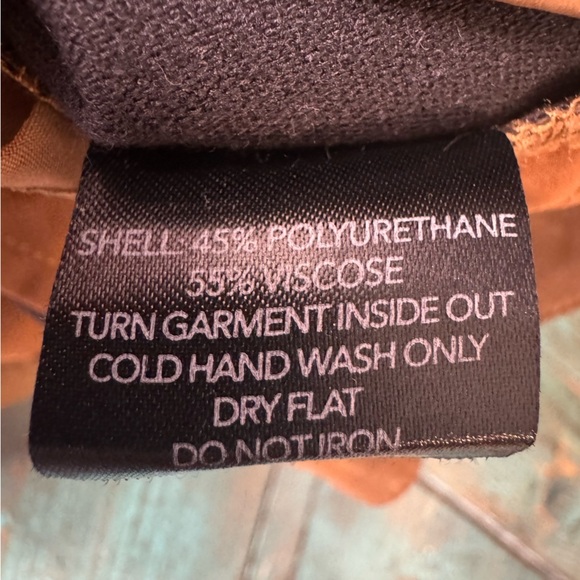 SHELL: 45% POLYURETHANE
55% VISCOSE
TURN GARMENT INSIDE OUT
COLD HAND WASH ONLY
DRY FLAT
DO NOT IRON